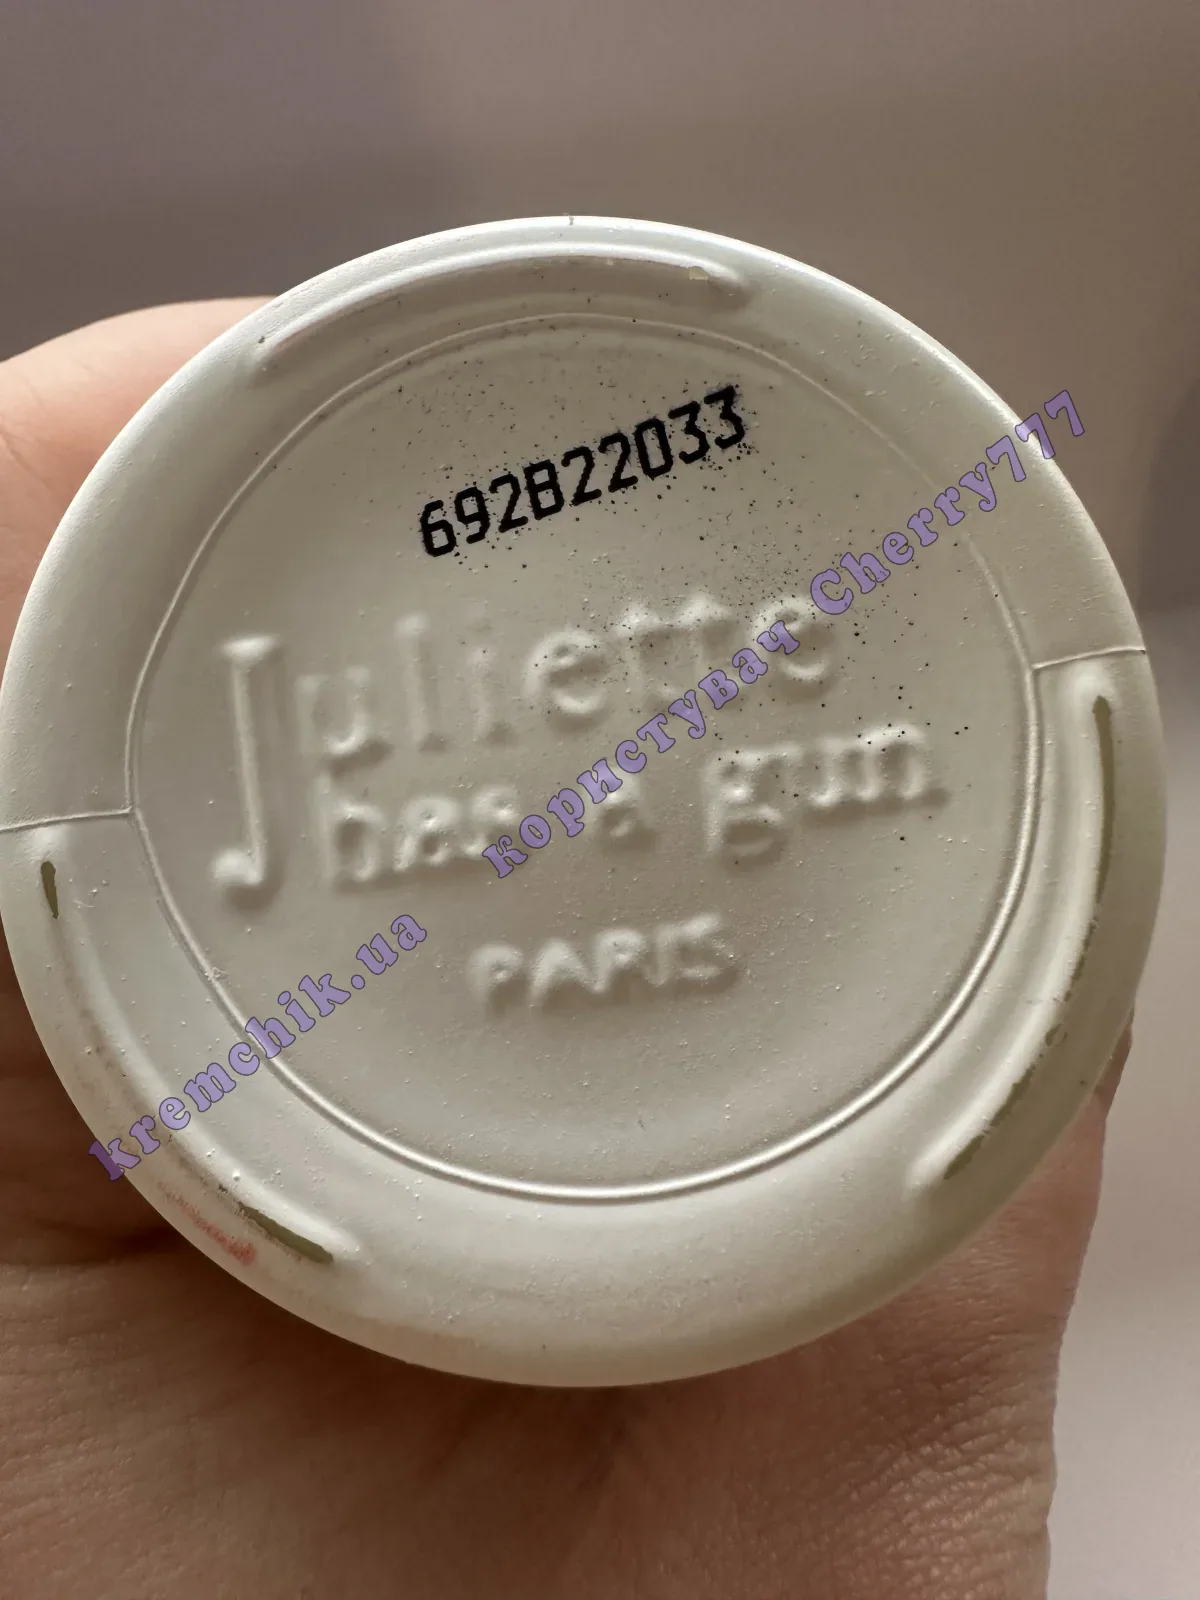 692B22033
Juliette
has a gun
PARIS
kremchik.ua користувач Cherry777